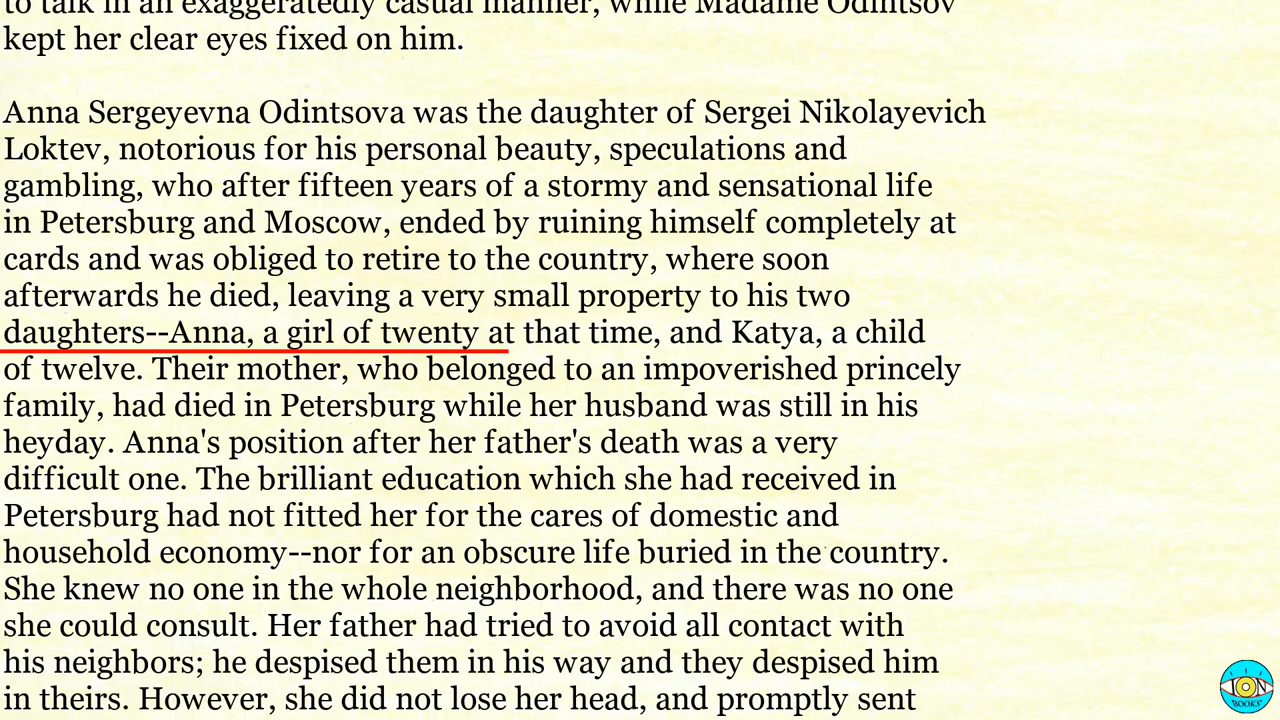 to talk in an exaggeratedly casual manner, while Madame Odintsov
kept her clear eyes fixed on him.
Anna Sergeyevna Odintsova was the daughter of Sergei Nikolayevich
Loktev, notorious for his personal beauty, speculations and
gambling, who after fifteen years of a stormy and sensational life
in Petersburg and Moscow, ended by ruining himself completely at
cards and was obliged to retire to the country, where soon
afterwards he died, leaving a very small property to his two
daughters--Anna, a girl of twenty at that time, and Katya, a child
of twelve. Their mother, who belonged to an impoverished princely
family, had died in Petersburg while her husband was still in his
heyday. Anna's position after her father's death was a very
difficult one. The brilliant education which she had received in
Petersburg had not fitted her for the cares of domestic and
household economy--nor for an obscure life buried in the country.
She knew no one in the whole neighborhood, and there was no one
she could consult. Her father had tried to avoid all contact with
his neighbors; he despised them in his way and they despised him
in theirs. However, she did not lose her head, and promptly sent
ION
BOOKS